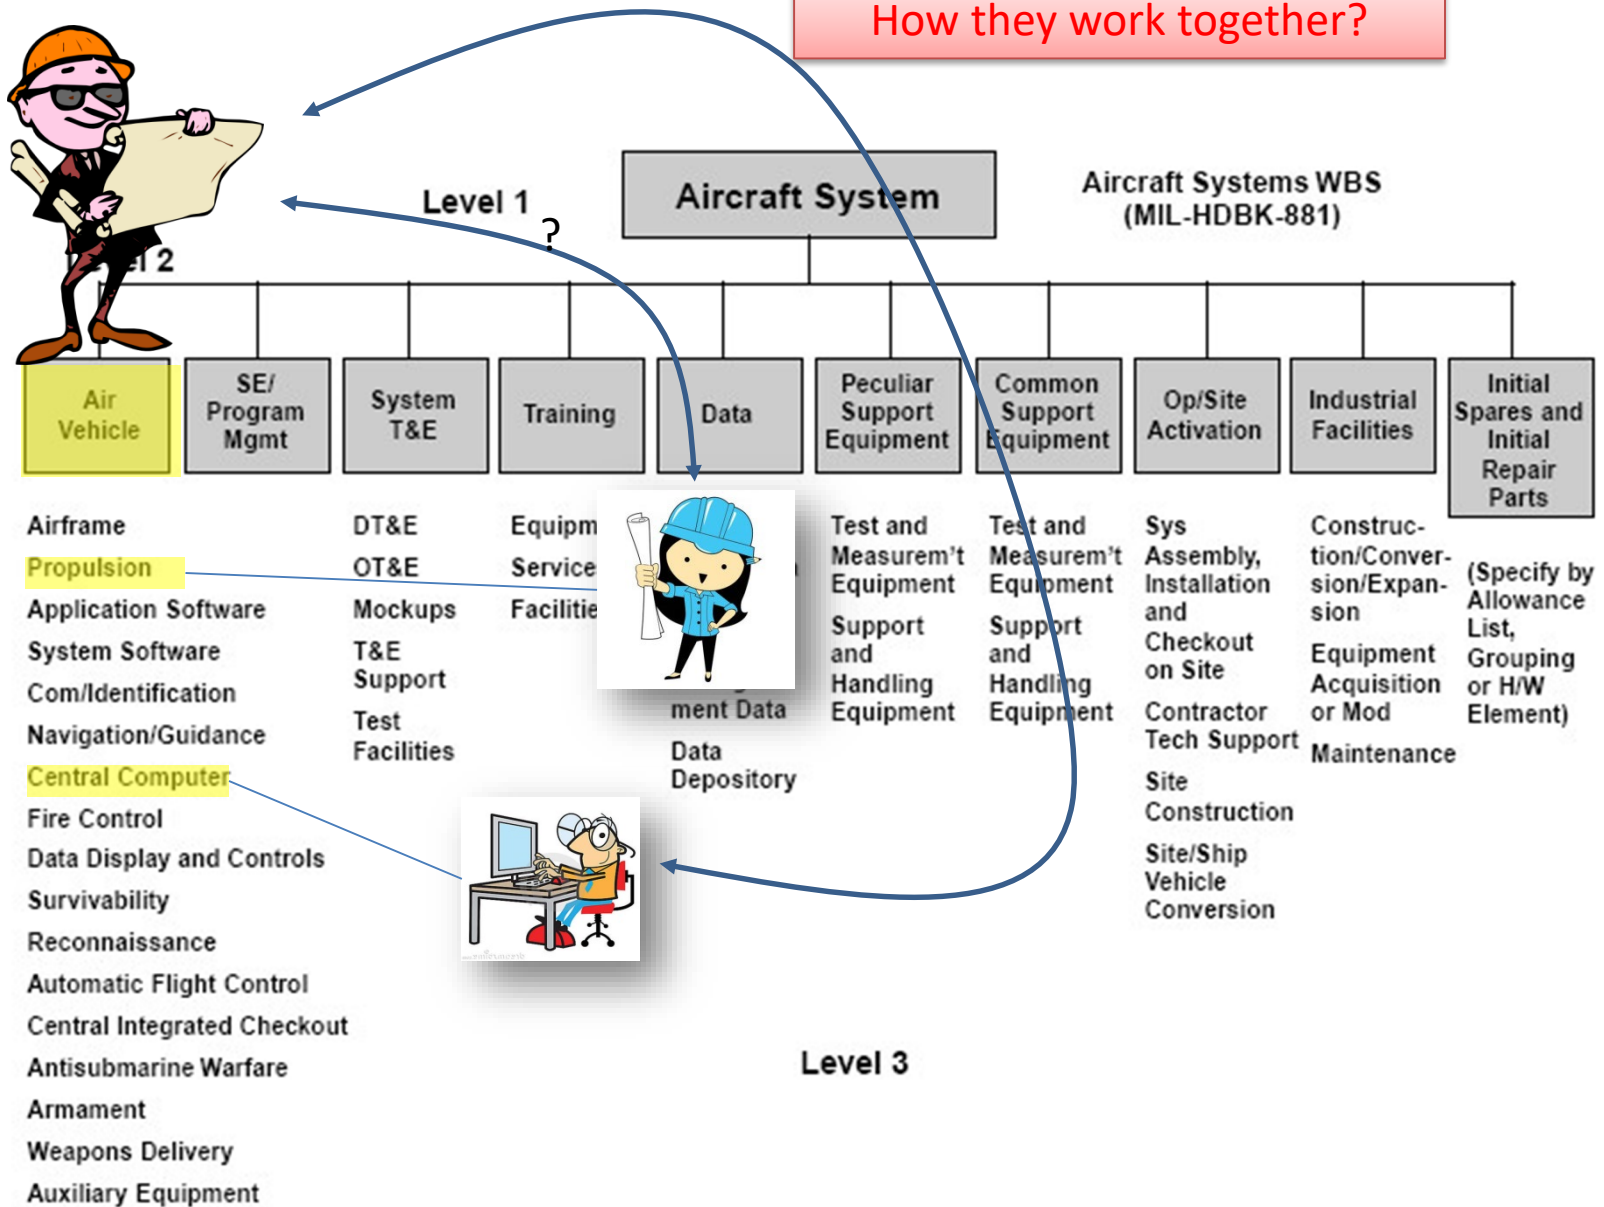 How they work together?
Level 1
Aircraft System
Aircraft Systems WBS
(MIL-HDBK-881)
?
2
Air
Vehicle
SE/
Program
Mgmt
System
T&E
Training
Data
Peculiar
Support
Equipment
Common
Support
Equipment
Op/Site
Activation
Industrial
Facilities
Initial
Spares and
Initial
Repair
Parts
Airframe
Propulsion
Application Software
System Software
Com/Identification
Navigation/Guidance
Central Computer
Fire Control
Data Display and Controls
Survivability
Reconnaissance
Automatic Flight Control
Central Integrated Checkout
Antisubmarine Warfare
Armament
Weapons Delivery
Auxiliary Equipment
DT&E
OT&E
Mockups
T&E
Support
Test
Facilities
Equipm
Service
Facilitie
ment Data
Data
Depository
Test and
Measurem't
Equipment
Support
and
Handling
Equipment
Test and
Measurem't
Equipment
Support
and
Handling
Equipment
Sys
Assembly,
Installation
and
Checkout
on Site
Contractor
Tech Support
Site
Construction
Site/Ship
Vehicle
Conversion
Construc-
tion/Conver-
sion/Expan-
sion
Equipment
Acquisition
or Mod
Maintenance
(Specify by
Allowance
List,
Grouping
or H/W
Element)
Level 3